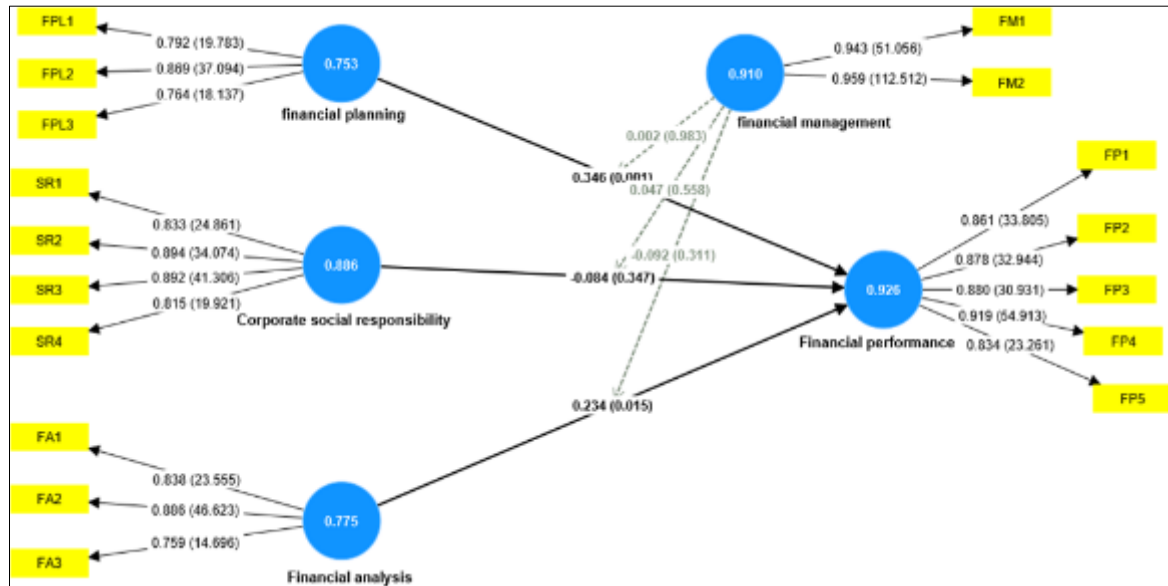 FPL1
FPL2
FPL3
0.792 (19.783)
0.869 (37.094)
0.764 (18.137)
0.753
financial planning
SR1
SR2
SR3
SR4
0.833 (24.861)
0.894 (34.074)
0.892 (41.306)
0.815 (19.921)
0.886
Corporate social responsibility
FA1
FA2
FA3
0.838 (23.555)
0.886 (46.623)
0.759 (14.696)
0.775
Financial analysis
0.910
financial management
FM1
FM2
0.943 (51.056)
0.959 (112.512)
0.002 (0.983)
0.346 (0.001)
0.047 (0.558)
-0.092 (0.311)
-0.084 (0.347)
0.234 (0.015)
0.926
Financial performance
FP1
FP2
FP3
FP4
FP5
0.861 (33.805)
0.878 (32.944)
0.880 (30.931)
0.919 (54.913)
0.834 (23.261)